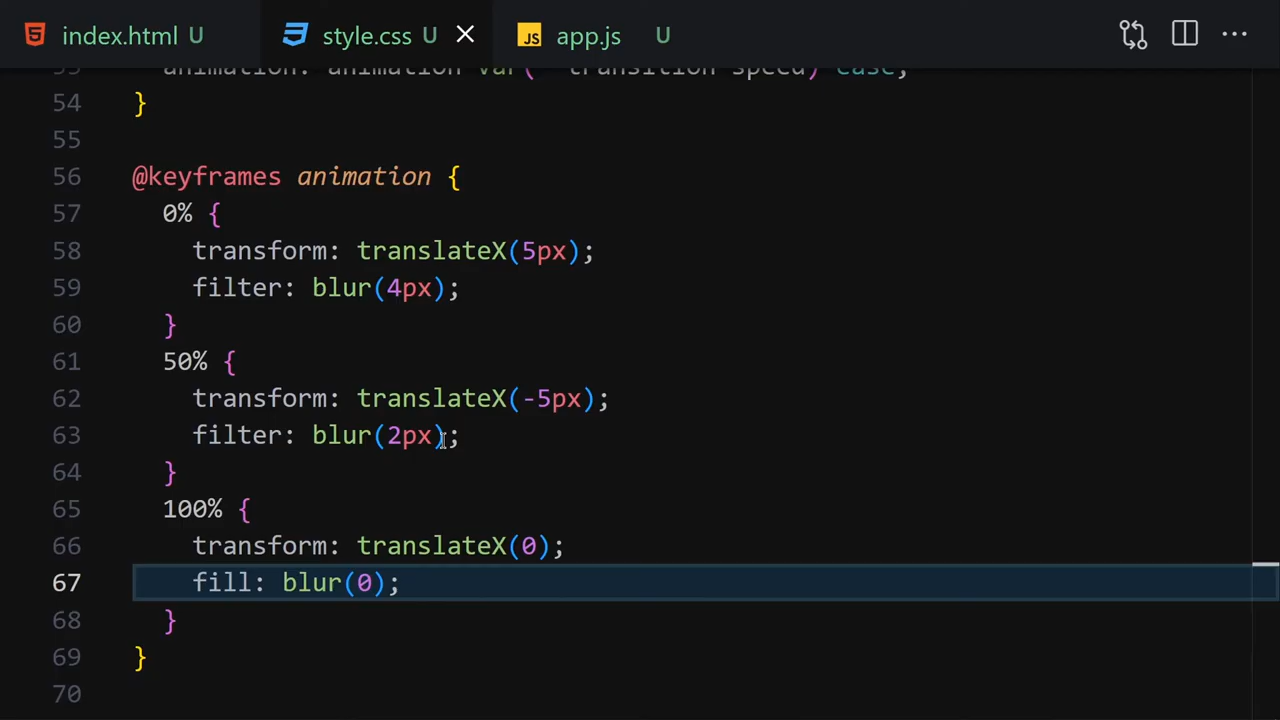 index.html U style.css U JS app.js U
54 }
55
56 @keyframes animation {
57 0% {
58 transform: translateX(5px);
59 filter: blur(4px);
60 }
61 50% {
62 transform: translateX(-5px);
63 filter: blur(2px);
64 }
65 100% {
66 transform: translateX(0);
67 fill: blur(0);
68 }
69 }
70